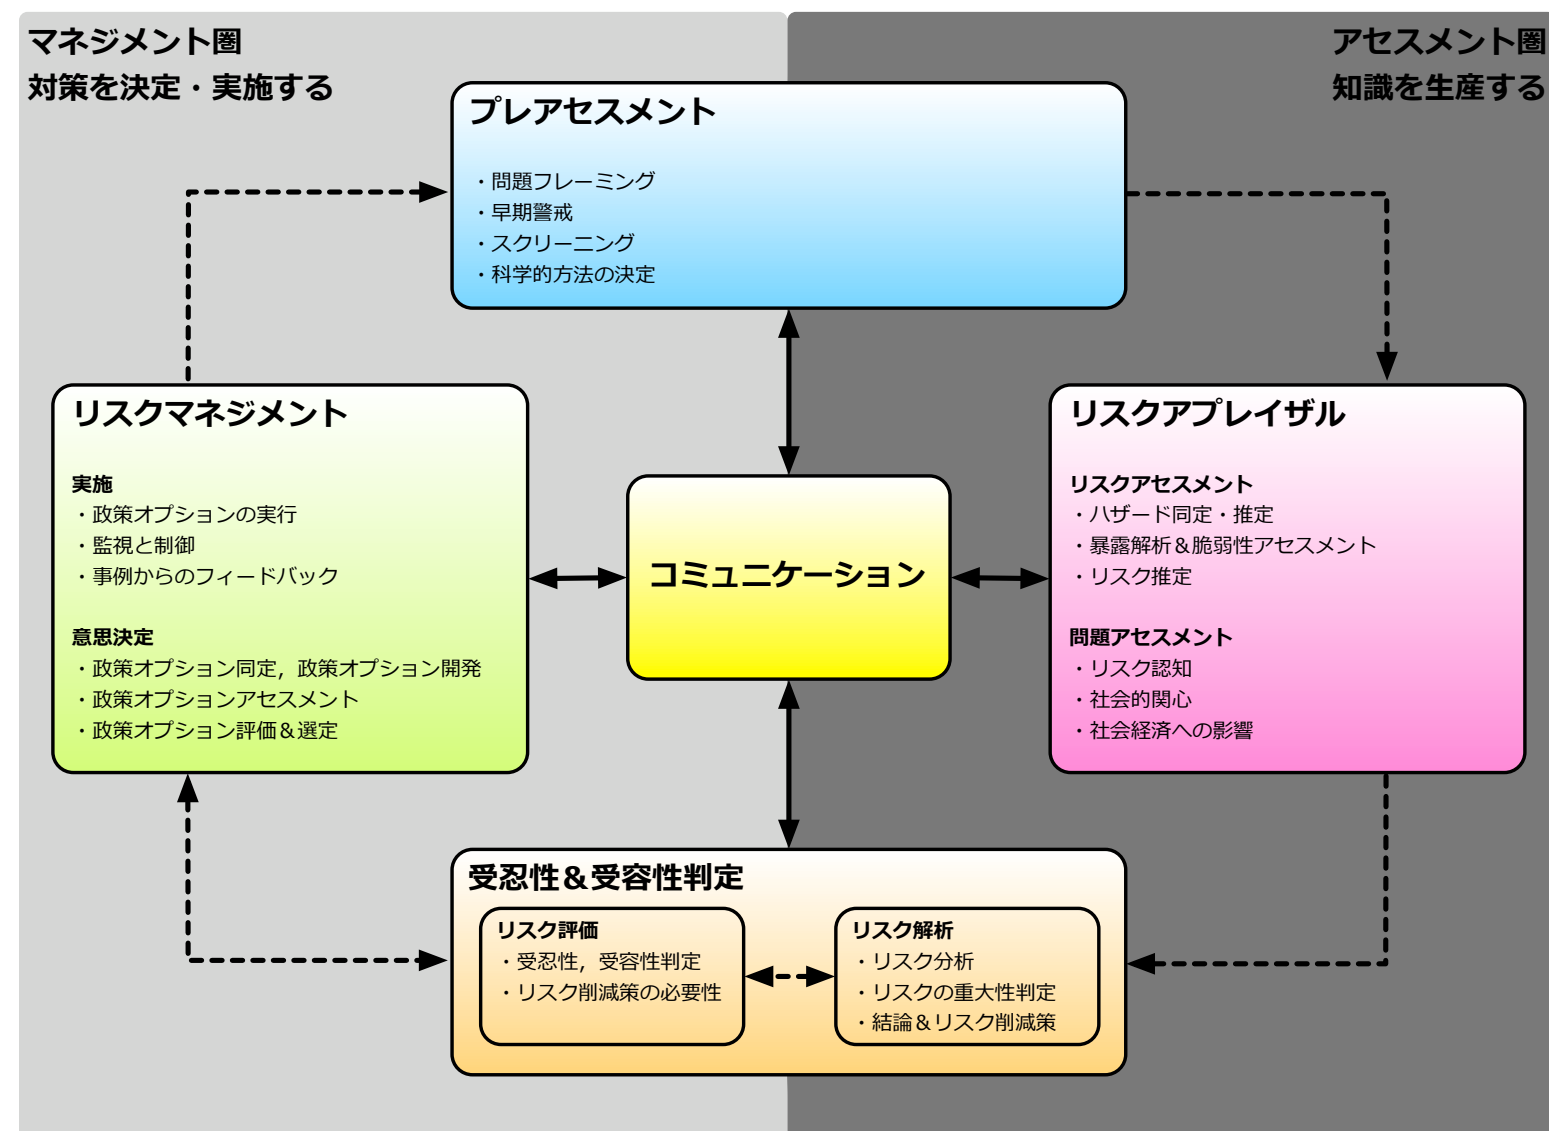 マネジメント圏
対策を決定・実施する
アセスメント圏
知識を生産する
プレアセスメント
・問題フレーミング
・早期警戒
・スクリーニング
・科学的方法の決定
リスクマネジメント
実施
・政策オプションの実行
・監視と制御
・事例からのフィードバック
意思決定
・政策オプション同定，政策オプション開発
・政策オプションアセスメント
・政策オプション評価＆選定
コミュニケーション
リスクアプレイザル
リスクアセスメント
・ハザード同定・推定
・暴露解析＆脆弱性アセスメント
・リスク推定
問題アセスメント
・リスク認知
・社会的関心
・社会経済への影響
受忍性＆受容性判定
リスク評価
・受忍性，受容性判定
・リスク削減策の必要性
リスク解析
・リスク分析
・リスクの重大性判定
・結論＆リスク削減策